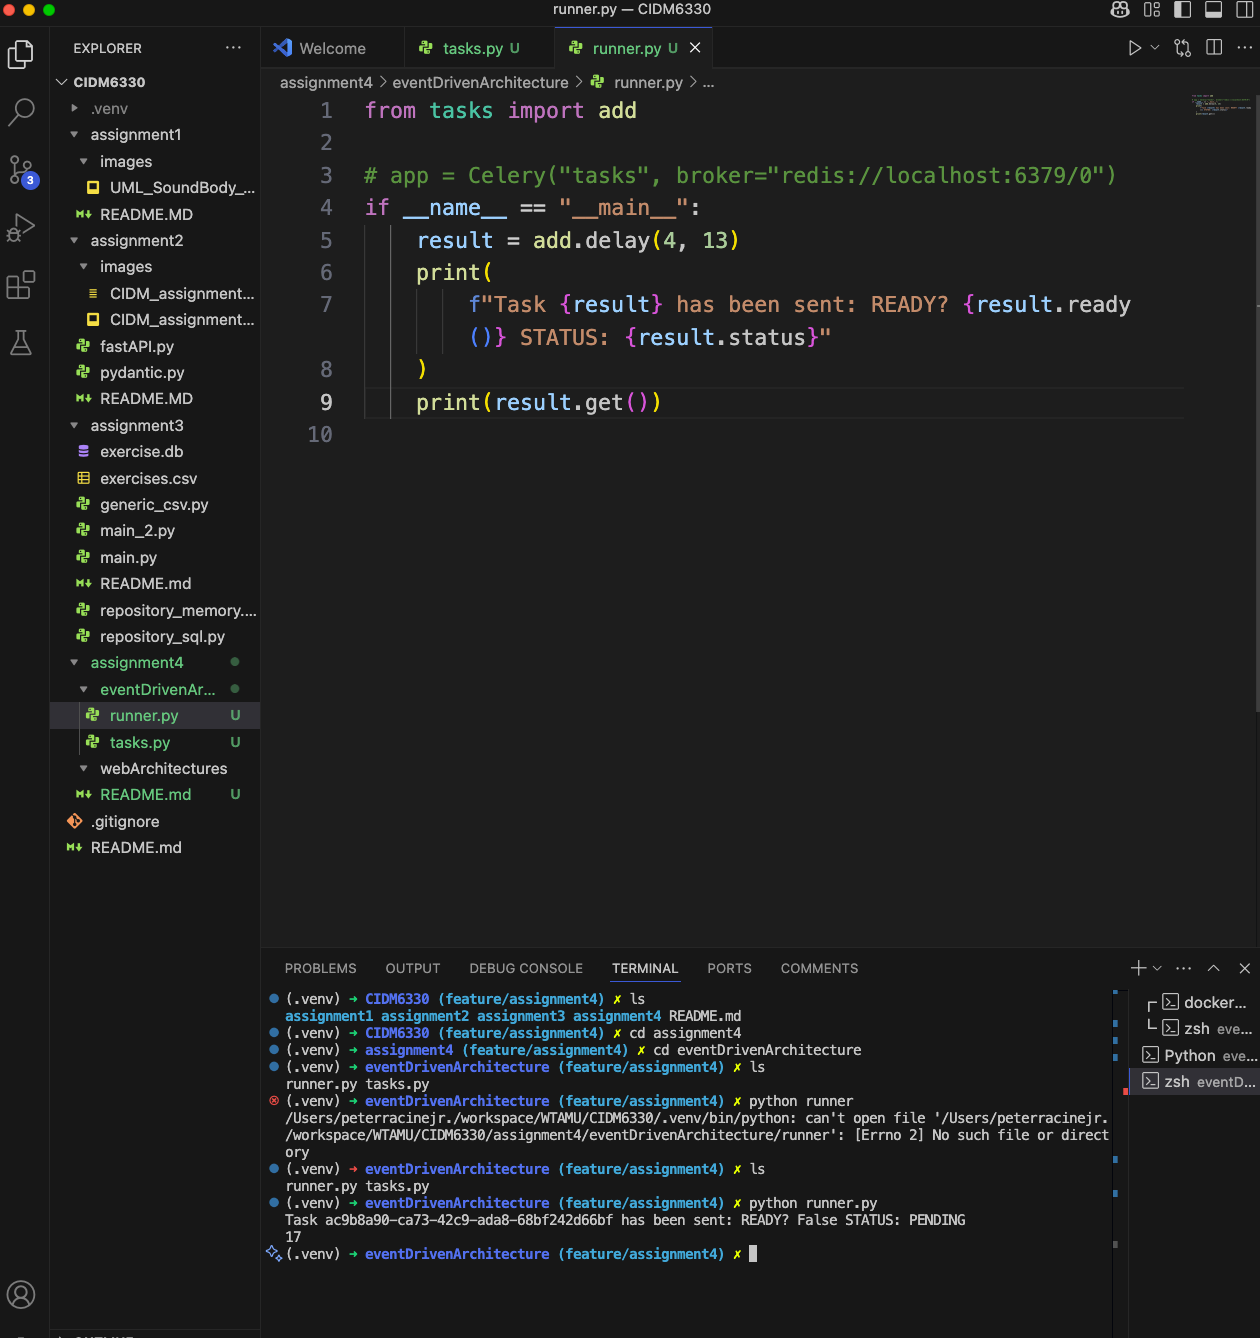 runner.py — CIDM6330
EXPLORER
CIDM6330
.venv
assignment1
images
UML_SoundBody_...
README.MD
assignment2
images
CIDM_assignment...
CIDM_assignment...
fastAPI.py
pydantic.py
README.MD
assignment3
exercise.db
exercises.csv
generic_csv.py
main_2.py
main.py
README.md
repository_memory....
repository_sql.py
assignment4
eventDrivenAr...
runner.py U
tasks.py U
webArchitectures
README.md U
.gitignore
README.md
3
Welcome
tasks.py U
runner.py U
assignment4 > eventDrivenArchitecture > runner.py > ...
1 from tasks import add
2
3 # app = Celery("tasks", broker="redis://localhost:6379/0")
4 if __name__ == "__main__":
5 result = add.delay(4, 13)
6 print(
7 f"Task {result} has been sent: READY? {result.ready
()} STATUS: {result.status}"
8 )
9 print(result.get())
10
PROBLEMS OUTPUT DEBUG CONSOLE TERMINAL PORTS COMMENTS
(.venv) ➜ CIDM6330 (feature/assignment4) ✗ ls
assignment1 assignment2 assignment3 assignment4 README.md
(.venv) ➜ CIDM6330 (feature/assignment4) ✗ cd assignment4
(.venv) ➜ assignment4 (feature/assignment4) ✗ cd eventDrivenArchitecture
(.venv) ➜ eventDrivenArchitecture (feature/assignment4) ✗ ls
runner.py tasks.py
(.venv) ➜ eventDrivenArchitecture (feature/assignment4) ✗ python runner
/Users/peterracinejr./workspace/WTAMU/CIDM6330/.venv/bin/python: can't open file '/Users/peterracinejr.
/workspace/WTAMU/CIDM6330/assignment4/eventDrivenArchitecture/runner': [Errno 2] No such file or direct
ory
(.venv) ➜ eventDrivenArchitecture (feature/assignment4) ✗ ls
runner.py tasks.py
(.venv) ➜ eventDrivenArchitecture (feature/assignment4) ✗ python runner.py
Task ac9b8a90-ca73-42c9-ada8-68bf242d66bf has been sent: READY? False STATUS: PENDING
17
(.venv) ➜ eventDrivenArchitecture (feature/assignment4) ✗
docker...
zsh eve...
Python eve...
zsh eventD...